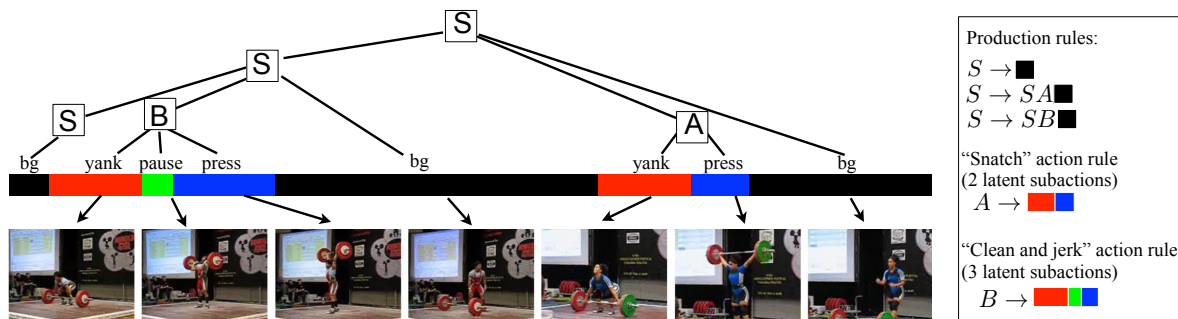 S
S
S
B
A
bg
yank
pause
press
bg
yank
press
bg
Production rules:
S → ■
S → SA■
S → SB■
“Snatch” action rule
(2 latent subactions)
A →
“Clean and jerk” action rule
(3 latent subactions)
B →